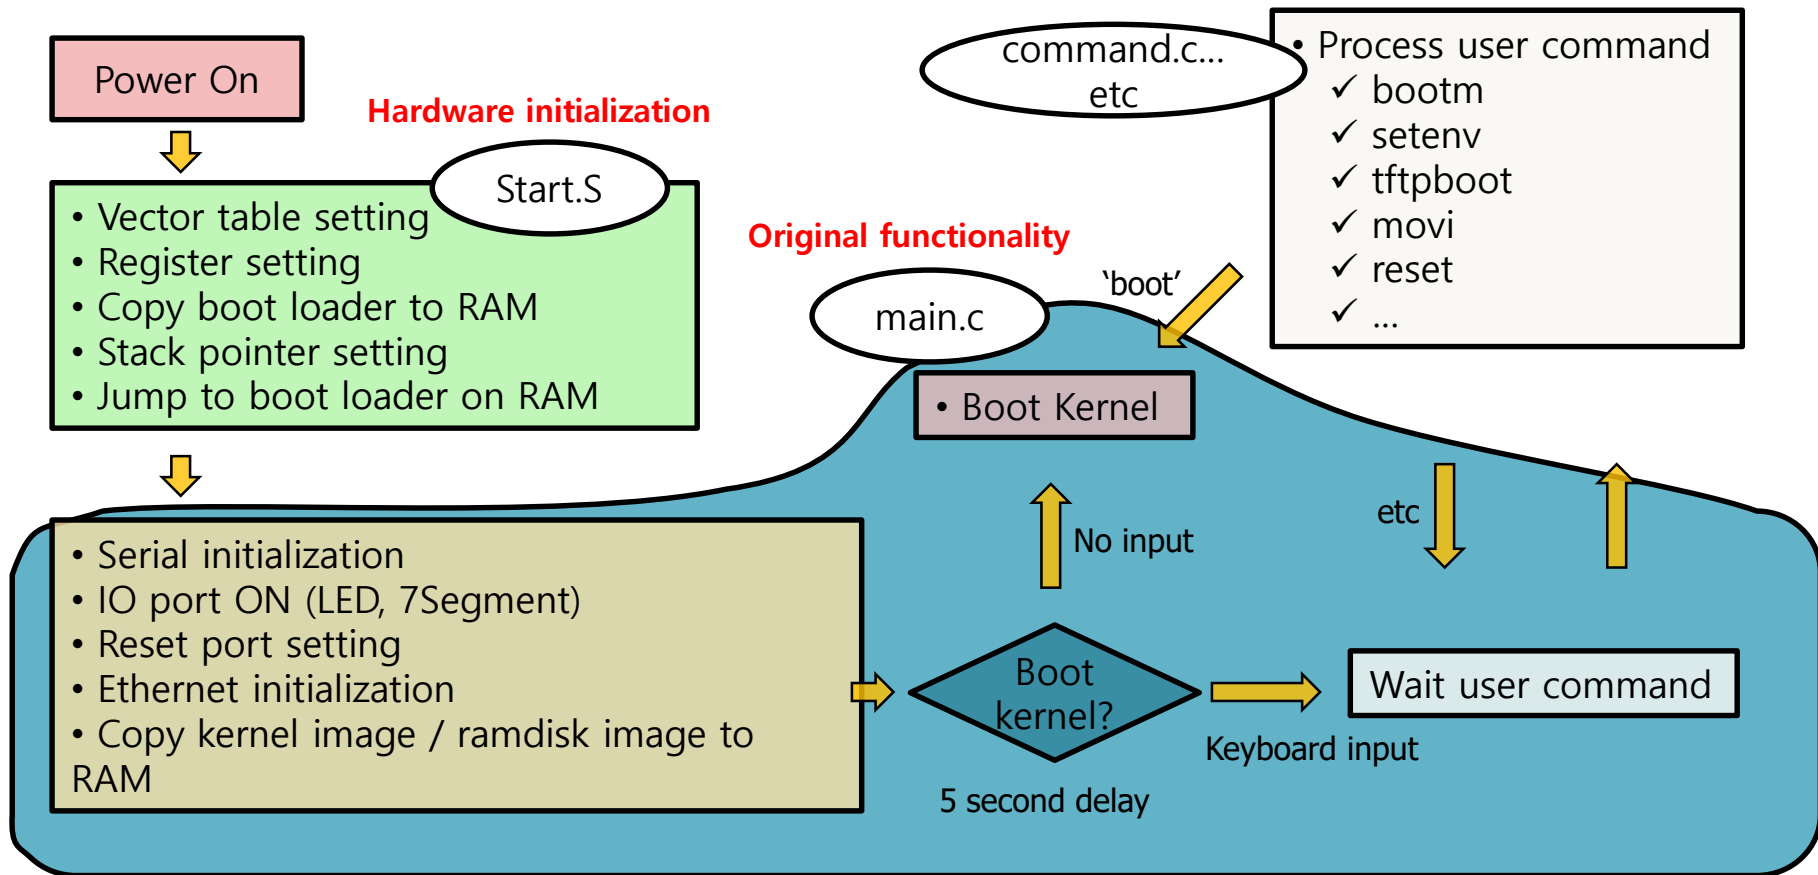 Power On
Hardware initialization
Start.S
• Vector table setting
• Register setting
• Copy boot loader to RAM
• Stack pointer setting
• Jump to boot loader on RAM
command.c...
etc
• Process user command
✓ bootm
✓ setenv
✓ tftpboot
✓ movi
✓ reset
✓ ...
Original functionality
main.c
‘boot’
• Boot Kernel
No input
etc
• Serial initialization
• IO port ON (LED, 7Segment)
• Reset port setting
• Ethernet initialization
• Copy kernel image / ramdisk image to
RAM
Boot
kernel?
5 second delay
Keyboard input
Wait user command